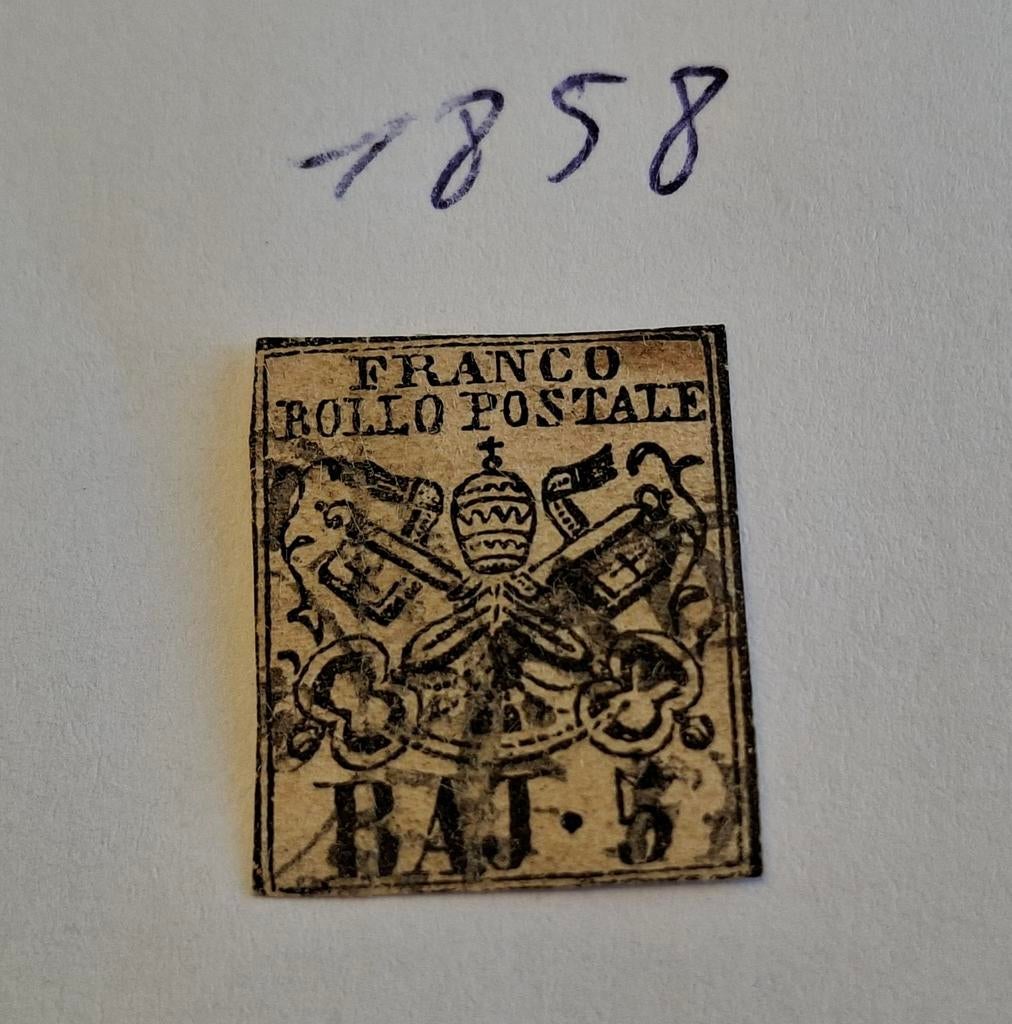 1858
FRANCO
BOLLO POSTALE
BAJ · 5